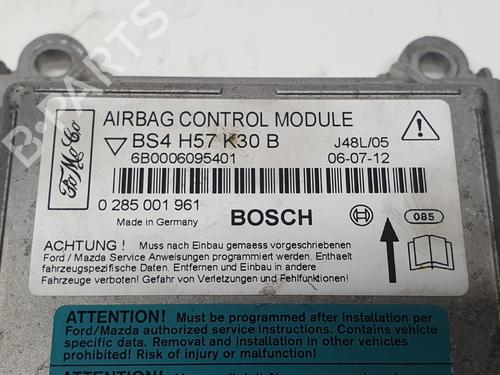 AIRBAG CONTROL MODULE
BS4 H57 K30 B
J48L/05
6B0006095401
06-07-12
FoMoCo
0 285 001 961
Made in Germany
BOSCH
085
ACHTUNG ! Muss nach Einbau gemaess vorgeschriebenen
Ford / Mazda Service Anweisungen programmiert werden. Enthaelt
fahrzeugspezifische Daten. Entfernen und Einbau in andere
Fahrzeuge verboten! Gefahr von Verletzungen und Fehlfunktionen!
ATTENTION! Must be programmed after installation per
Ford/Mazda authorized service instructions. Contains vehicle
specific data. Removal and installation in other vehicles
prohibited! Risk of injury or malfunction!
B-PARTS